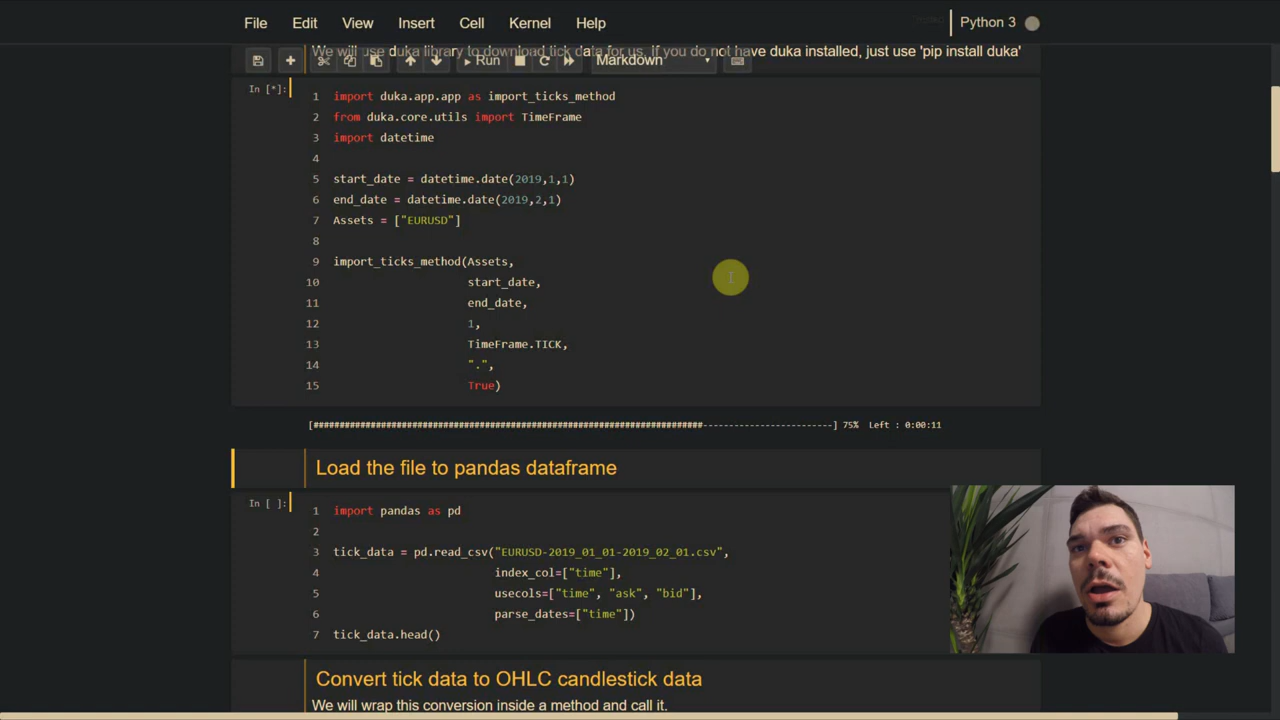 File Edit View Insert Cell Kernel Help Python 3
We will use duka library to download tick data for us. If you do not have duka installed, just use 'pip install duka'
Run Markdown
In [*]:
1 import duka.app.app as import_ticks_method
2 from duka.core.utils import TimeFrame
3 import datetime
4
5 start_date = datetime.date(2019,1,1)
6 end_date = datetime.date(2019,2,1)
7 Assets = ["EURUSD"]
8
9 import_ticks_method(Assets,
10 start_date,
11 end_date,
12 1,
13 TimeFrame.TICK,
14 ".",
15 True)
[###########################################################################-------------------------] 75% Left : 0:00:11
Load the file to pandas dataframe
In [ ]:
1 import pandas as pd
2
3 tick_data = pd.read_csv("EURUSD-2019_01_01-2019_02_01.csv",
4 index_col=["time"],
5 usecols=["time", "ask", "bid"],
6 parse_dates=["time"])
7 tick_data.head()
Convert tick data to OHLC candlestick data
We will wrap this conversion inside a method and call it.